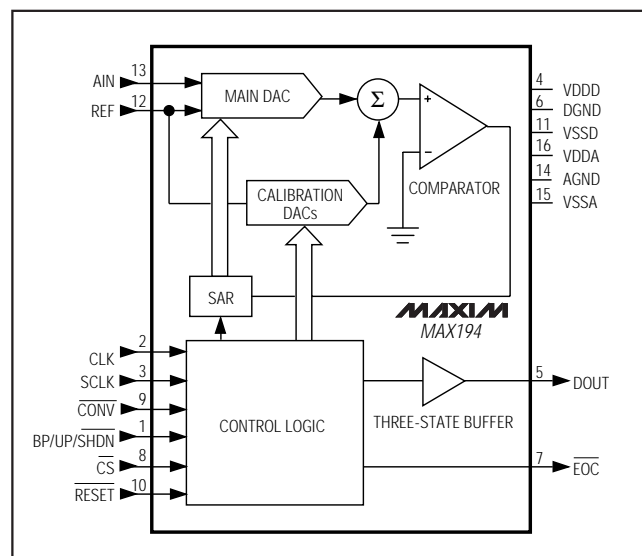 13
AIN
12
REF
MAIN DAC
Σ
+
−
COMPARATOR
CALIBRATION
DACs
SAR
MAXIM
MAX194
4 VDDD
6 DGND
11 VSSD
16 VDDA
14 AGND
15 VSSA
2
CLK
3
SCLK
9
CONV
1
BP/UP/SHDN
8
CS
10
RESET
CONTROL LOGIC
THREE-STATE BUFFER
5 DOUT
7 EOC